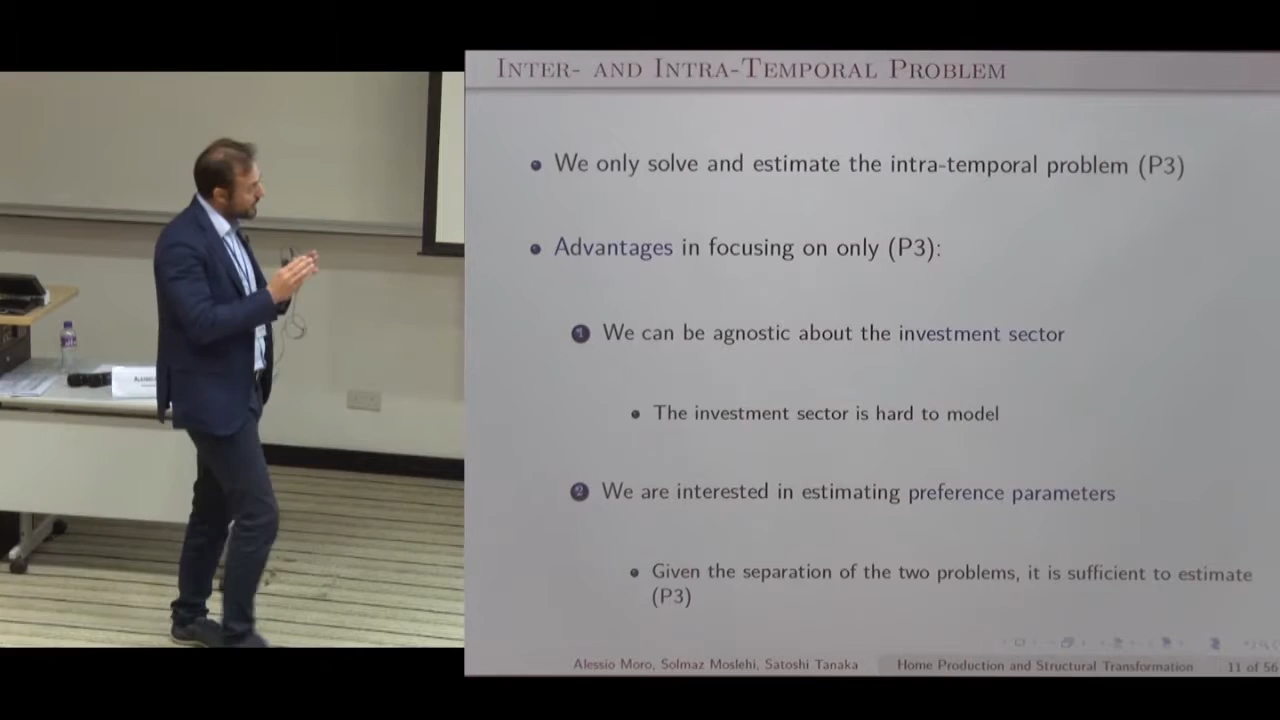 INTER- AND INTRA-TEMPORAL PROBLEM
We only solve and estimate the intra-temporal problem (P3)
Advantages in focusing on only (P3):
1 We can be agnostic about the investment sector
The investment sector is hard to model
2 We are interested in estimating preference parameters
Given the separation of the two problems, it is sufficient to estimate
(P3)
Alessio Moro, Solmaz Moslehi, Satoshi Tanaka Home Production and Structural Transformation 11 of 56